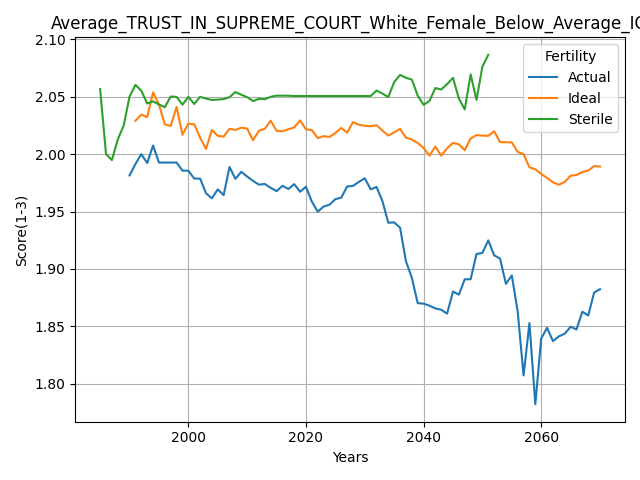 Average_TRUST_IN_SUPREME_COURT_White_Female_Below_Average_IQ
2.10
2.05
2.00
1.95
1.90
1.85
1.80
Score(1-3)
Fertility
Actual
Ideal
Sterile
2000
2020
2040
2060
Years